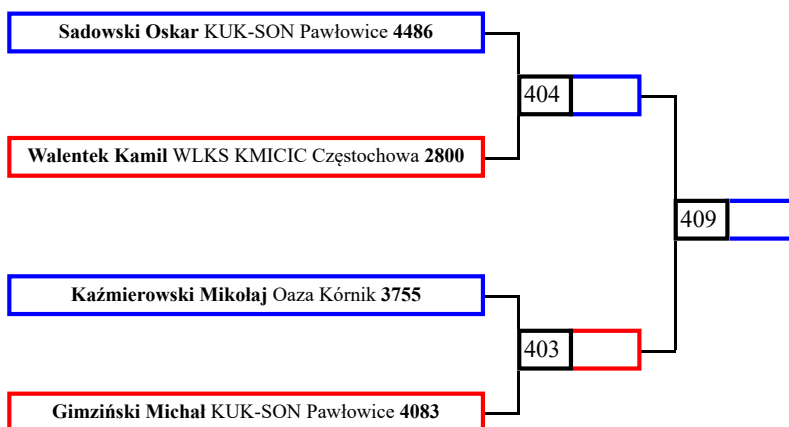 Sadowski Oskar KUK-SON Pawłowice 4486
404
Walentek Kamil WLKS KMICIC Częstochowa 2800
409
Kaźmierowski Mikołaj Oaza Kórnik 3755
403
Gimziński Michał KUK-SON Pawłowice 4083